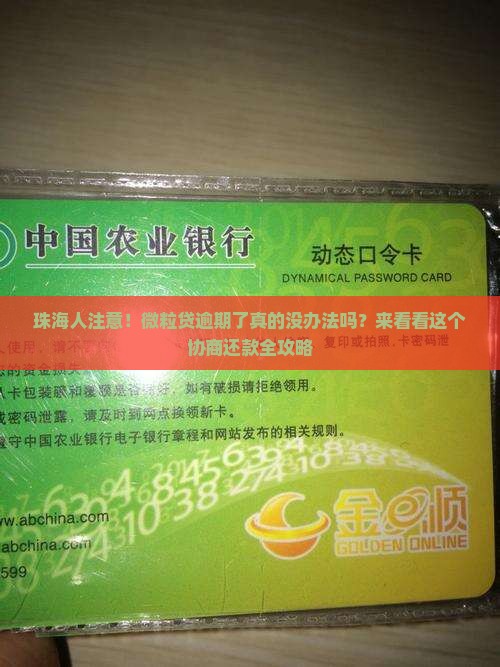 中国农业银行
动态口令卡
DYNAMICAL PASSWORD CARD
珠海人注意！微粒贷逾期了真的没办法吗？来看看这个
协商还款全攻略
复印或拍照，卡密码泄
人卡包装膜和覆膜是否完好，如有破损请拒绝领用。
或密码泄露，请及时到网点换领新卡。
遵守中国农业银行电子银行章程和网站发布的相关规则。
www.abchina.com
abchina.com
599
金e顺
GOLDEN ONLINE